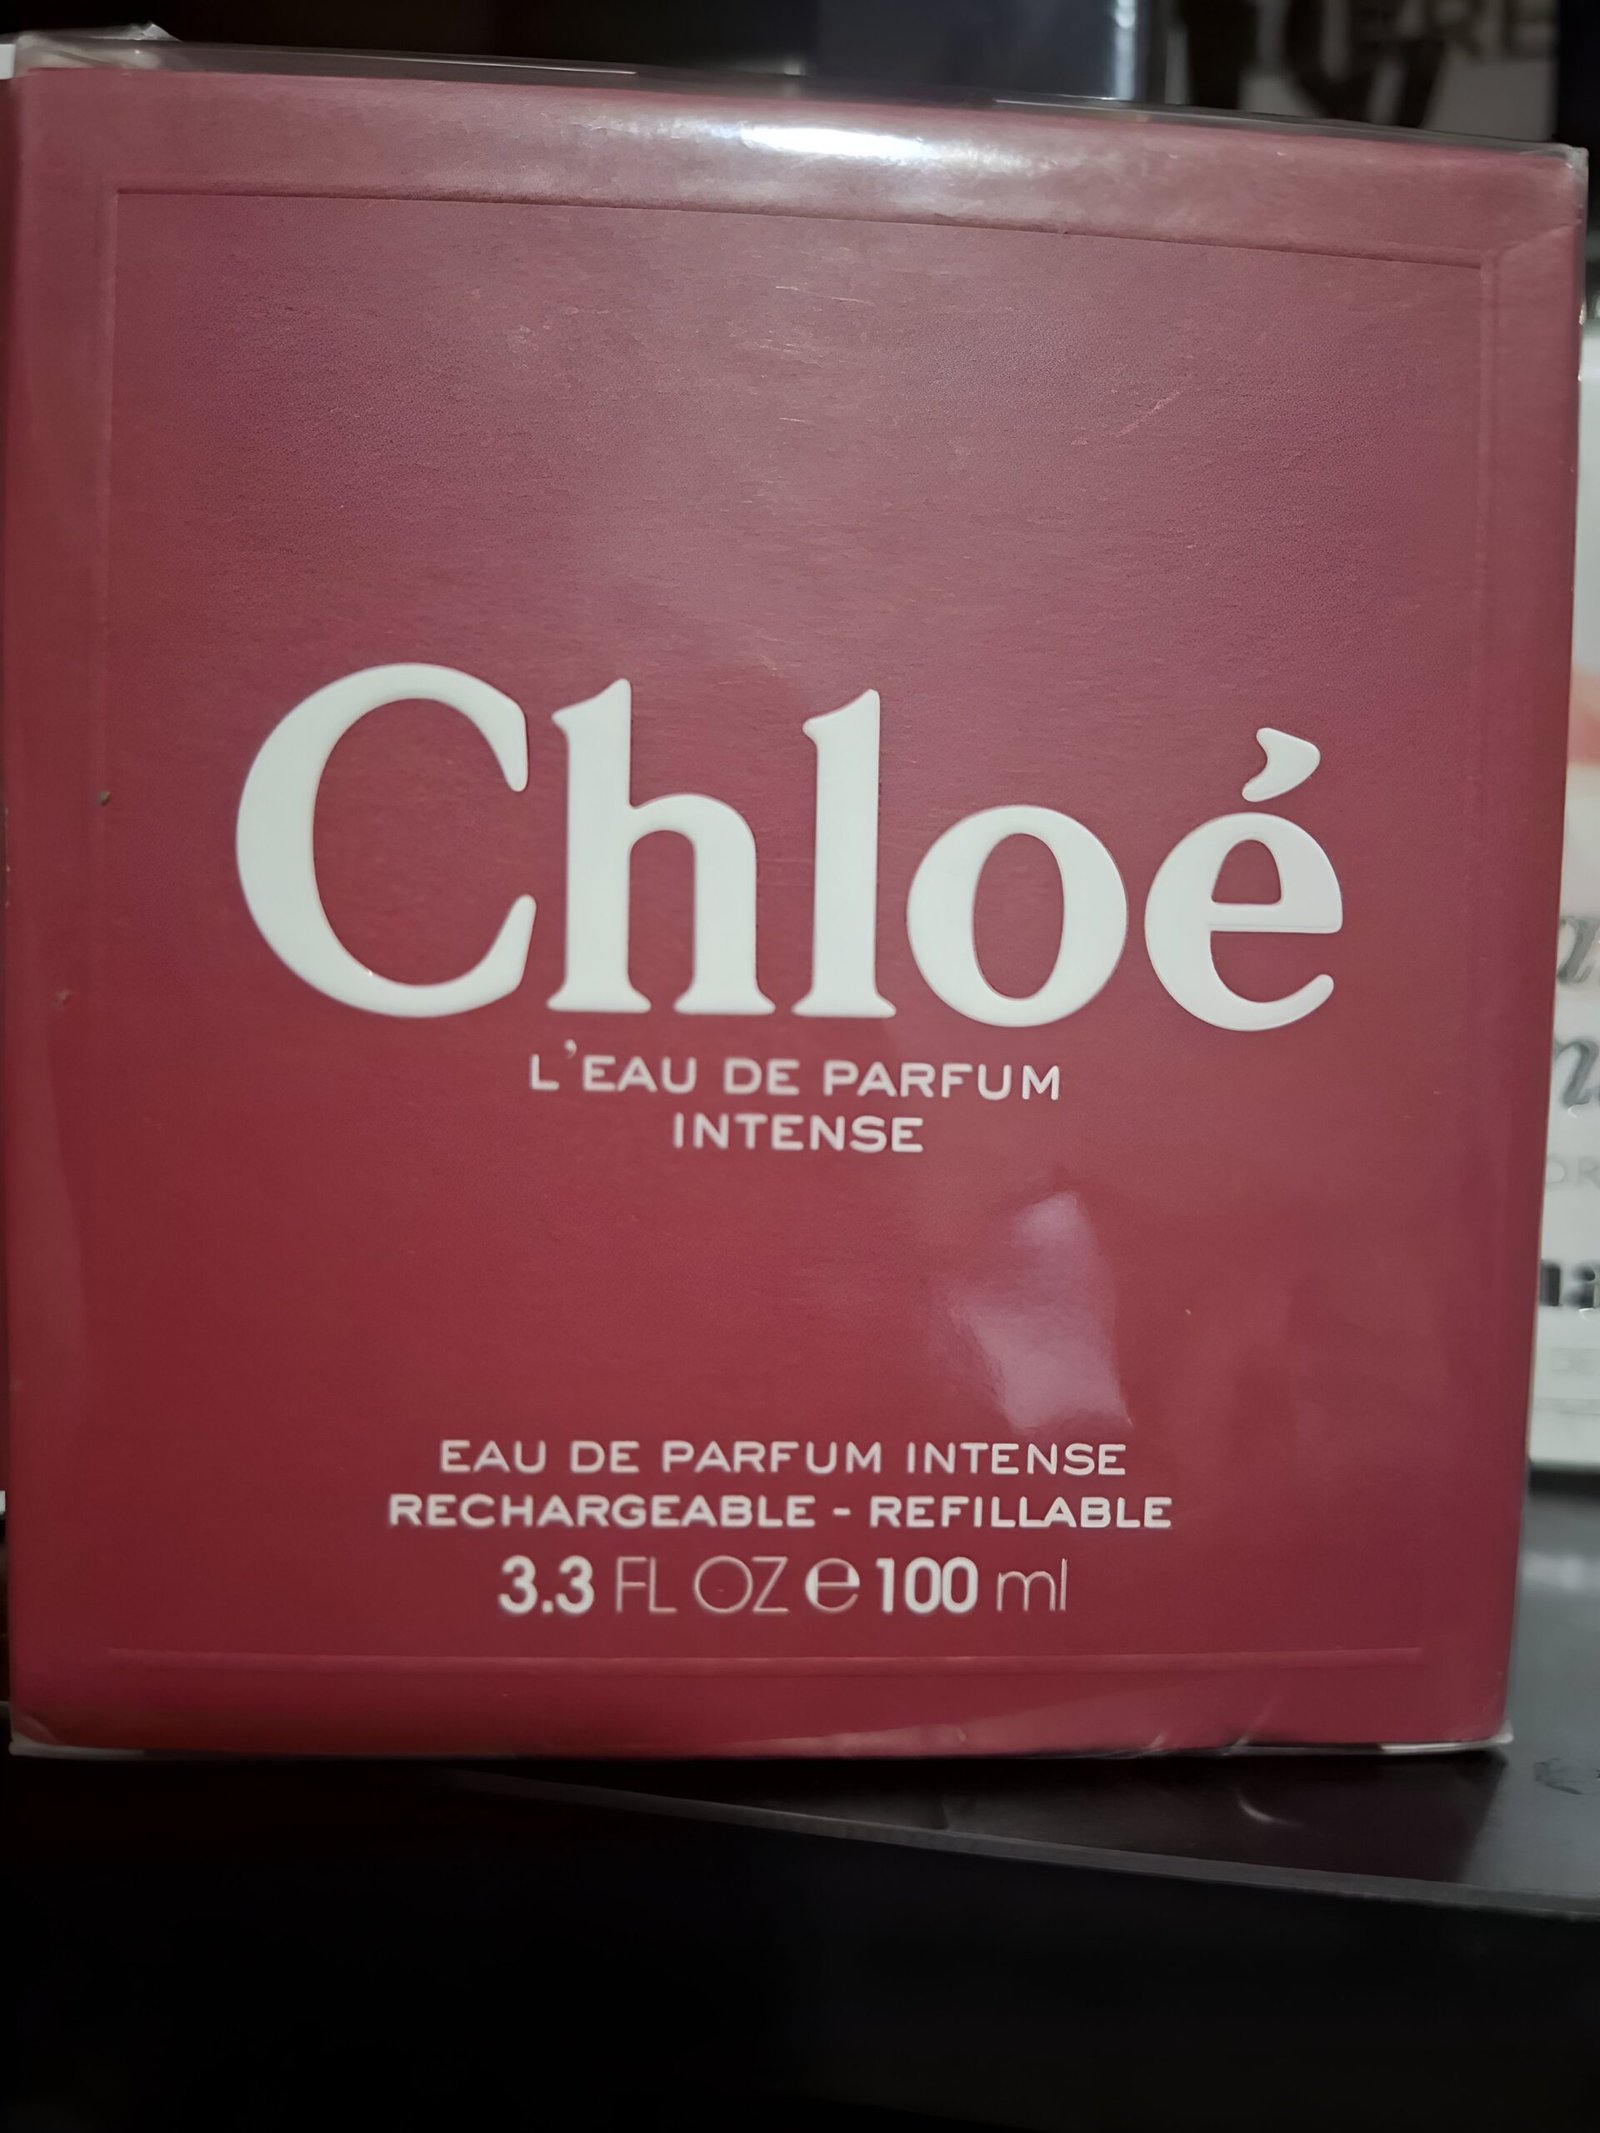 Chloé
L'EAU DE PARFUM
INTENSE
EAU DE PARFUM INTENSE
RECHARGEABLE - REFILLABLE
3.3 FL OZ ℮ 100 ml